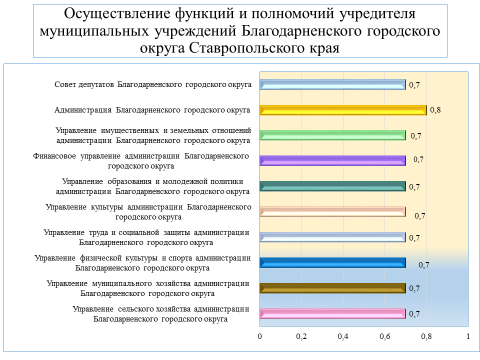 Осуществление функций и полномочий учредителя
муниципальных учреждений Благодарненского городского
округа Ставропольского края
Совет депутатов Благодарненского городского округа
0,7
Администрация Благодарненского городского округа
0,8
Управление имущественных и земельных отношений
администрации Благодарненского городского округа
0,7
Финансовое управление администрации Благодарненского
городского округа
0,7
Управление образования и молодежной политики
администрации Благодарненского городского округа
0,7
Управление культуры администрации Благодарненского
городского округа
0,7
Управление труда и социальной защиты администрации
Благодарненского городского округа
0,7
Управление физической культуры и спорта администрации
Благодарненского городского округа
0,7
Управление муниципального хозяйства администрации
Благодарненского городского округа
0,7
Управление сельского хозяйства администрации
Благодарненского городского округа
0,7
0 0,2 0,4 0,6 0,8 1